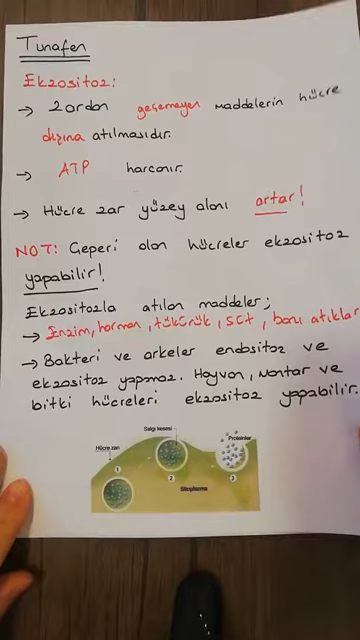 Tunafen
Ekzositoz:
→ Zardan geçemeyen maddelerin hücre
dışına atılmasıdır.
→ ATP harcanır.
→ Hücre zar yüzey alanı artar!
NOT: Çeperi olan hücreler ekzositoz
yapabilir!
Ekzositozla atılan maddeler;
→ Enzim, hormon, tükürük, süt, bazı atıklar
→ Bakteri ve arkeler endositoz ve
ekzositoz yapamaz. Hayvan, mantar ve
bitki hücreleri ekzositoz yapabilir.
Salgı kesesi
Proteinler
Hücre zarı
1
2
3
Sitoplazma